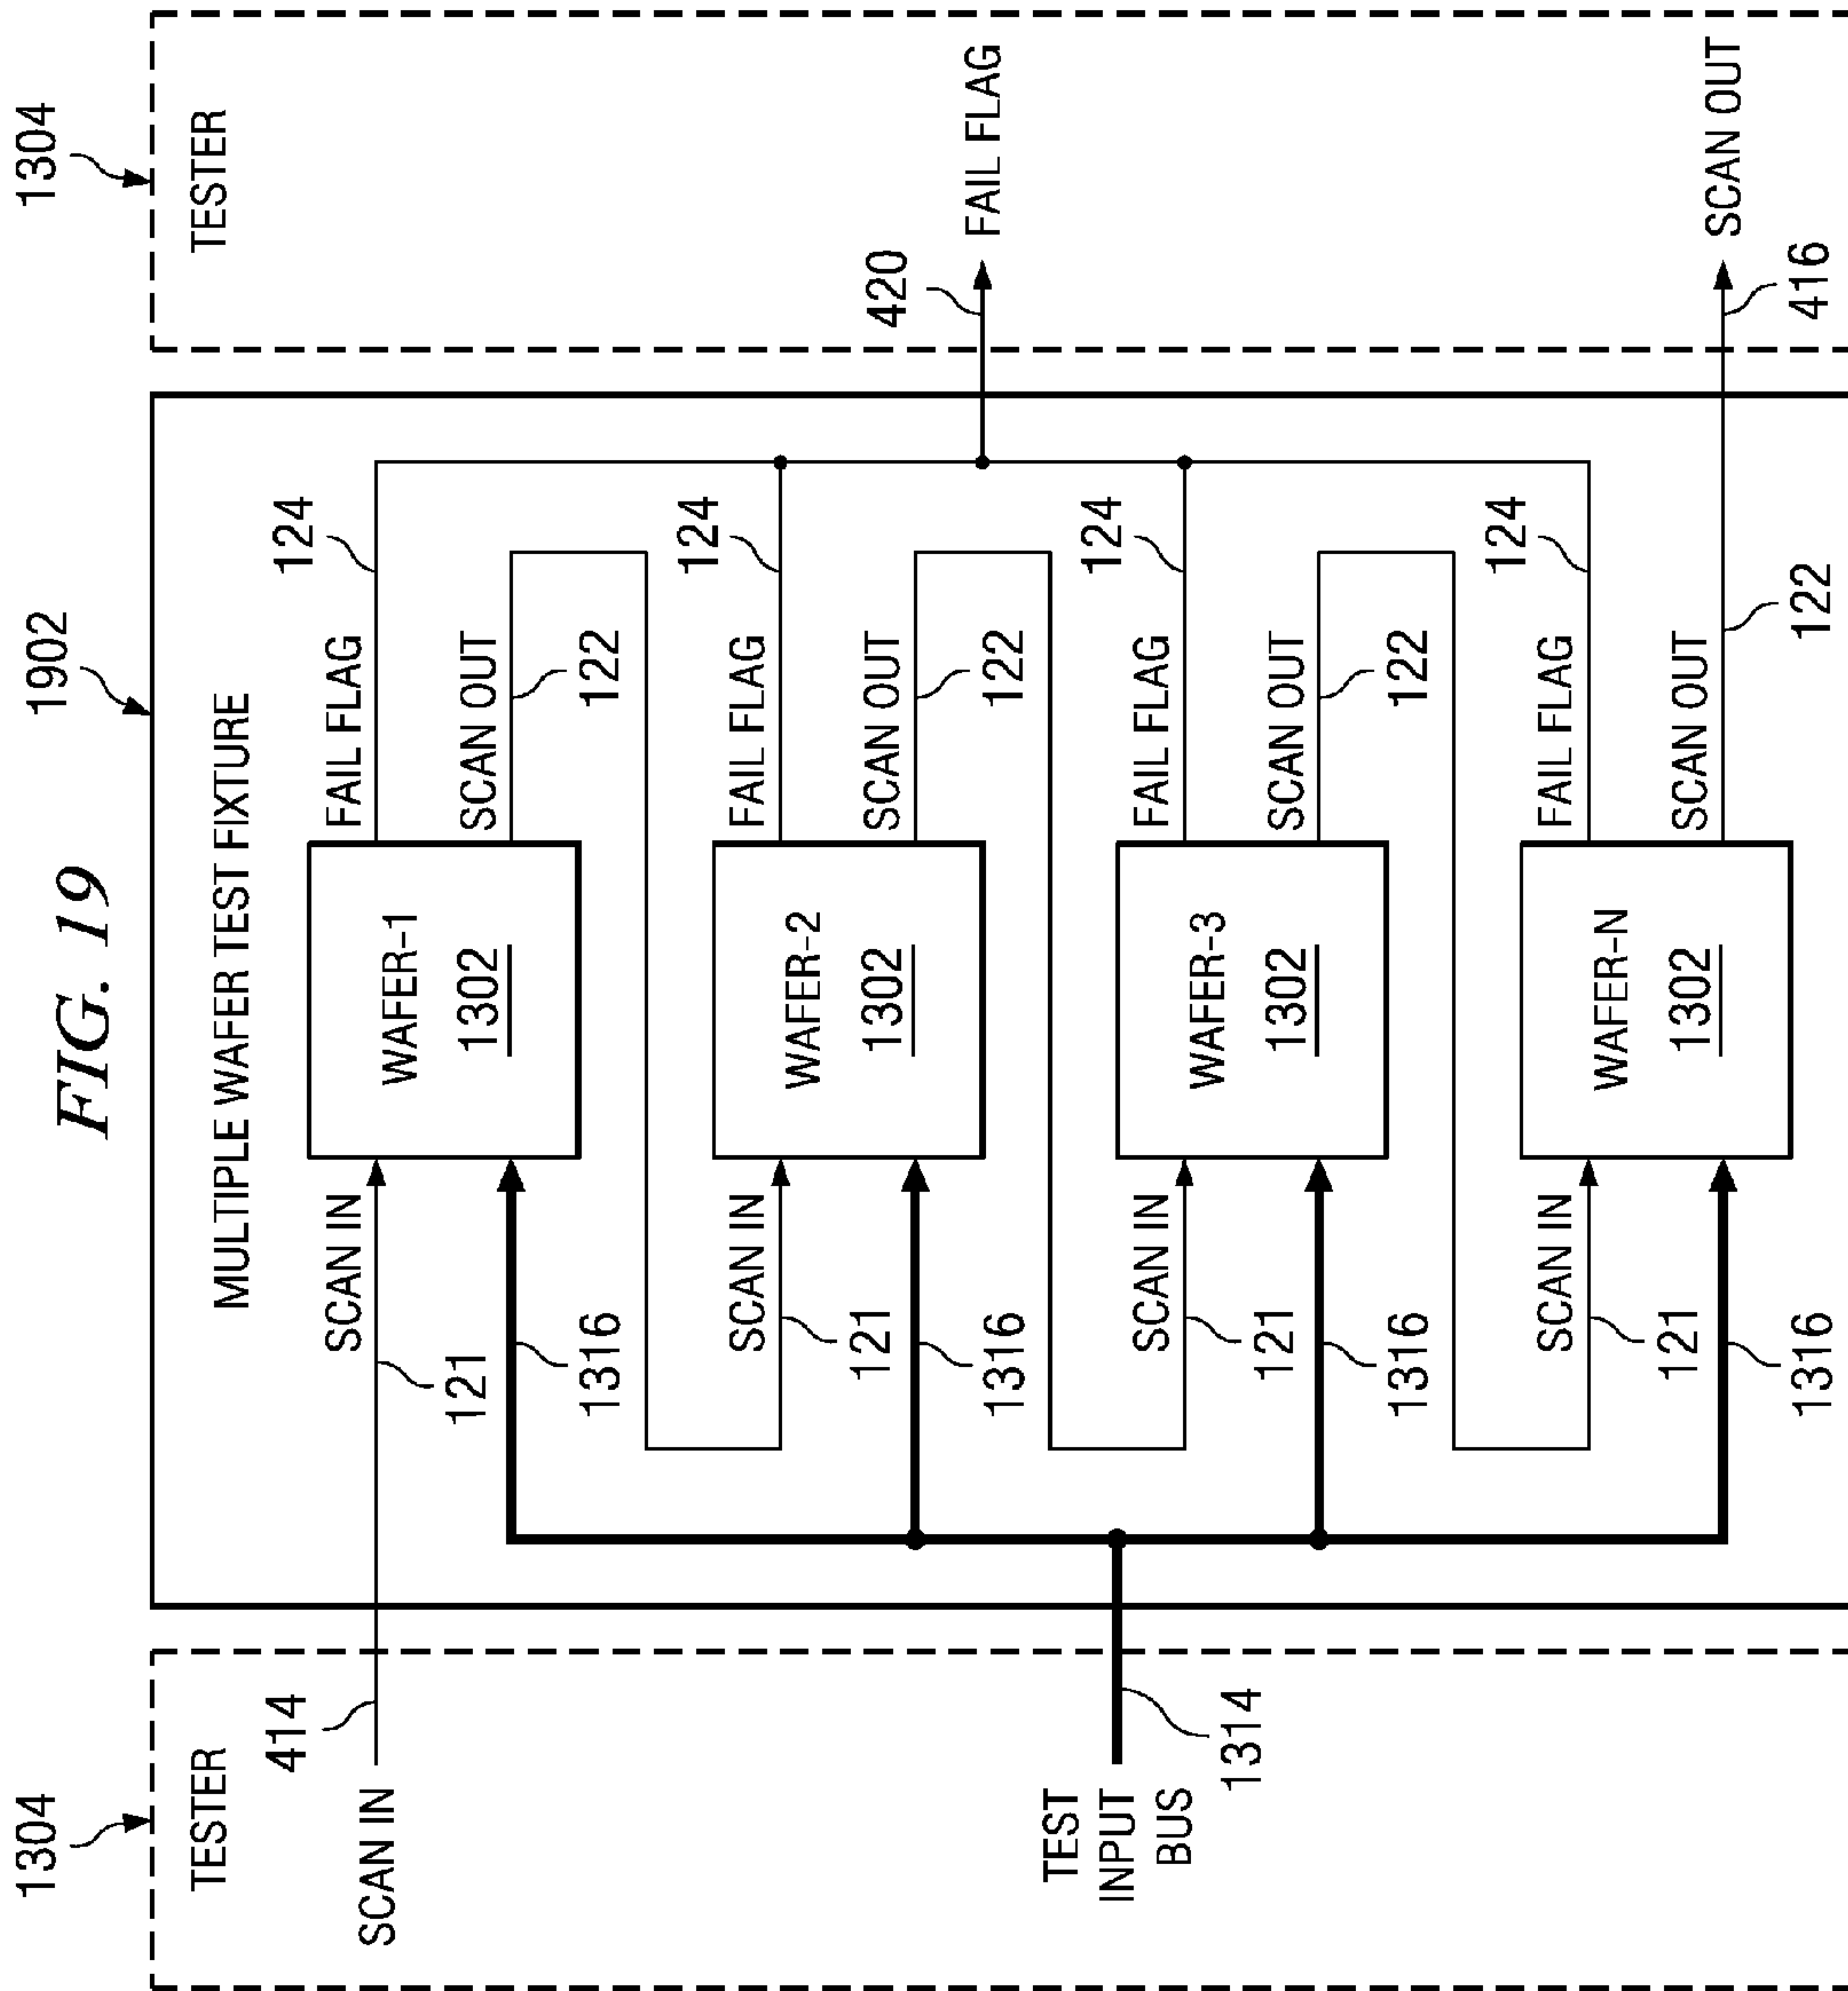 FIG. 19
1304
1902
1304
TESTER
MULTIPLE WAFER TEST FIXTURE
TESTER
414
SCAN IN
SCAN IN
121
WAFER-1
1302
FAIL FLAG
124
SCAN OUT
122
1316
SCAN IN
121
WAFER-2
1302
FAIL FLAG
124
SCAN OUT
122
1316
420
FAIL FLAG
TEST
INPUT
BUS
1314
SCAN IN
121
WAFER-3
1302
FAIL FLAG
124
SCAN OUT
122
1316
SCAN IN
121
WAFER-N
1302
FAIL FLAG
124
SCAN OUT
122
1316
SCAN OUT
416